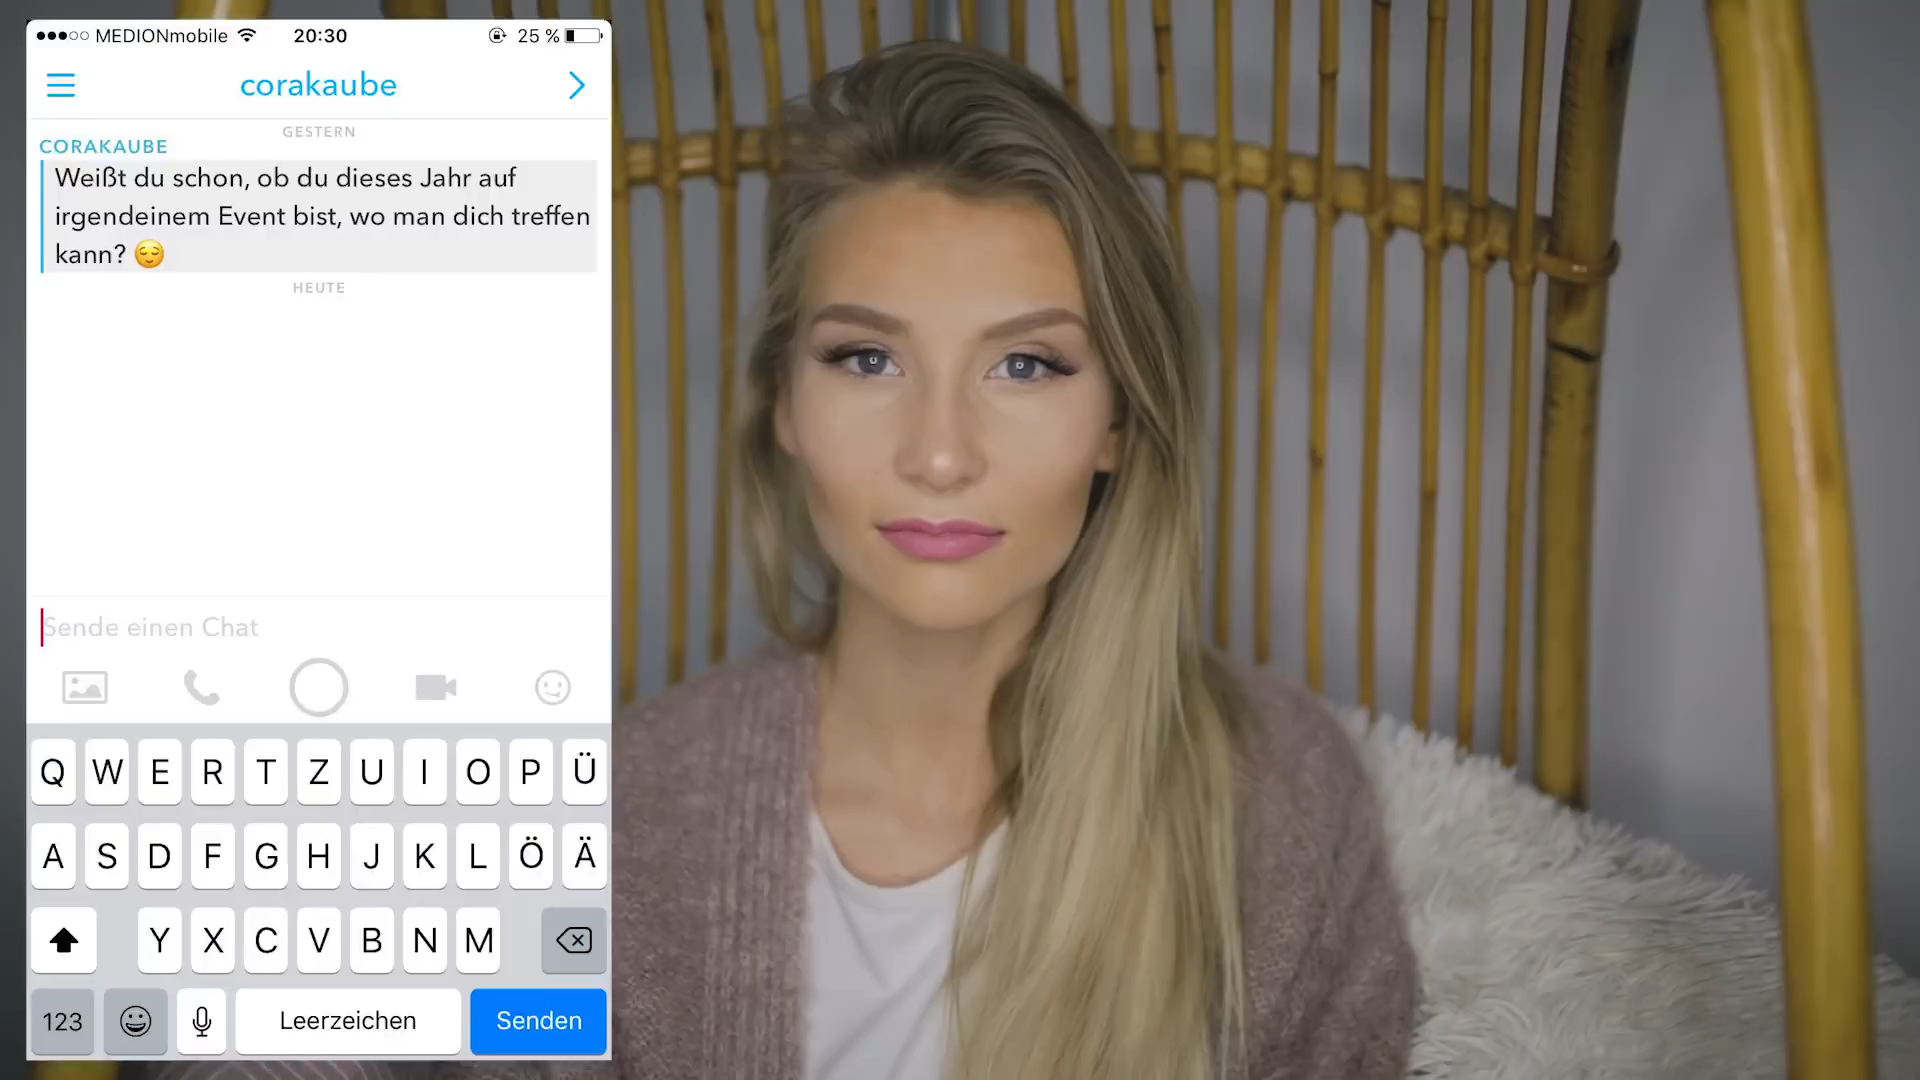 MEDIONmobile 20:30 25 %
corakaube
GESTERN
CORAKAUBE
Weißt du schon, ob du dieses Jahr auf
irgendeinem Event bist, wo man dich treffen
kann? 😌
HEUTE
Sende einen Chat
Q W E R T Z U I O P Ü
A S D F G H J K L Ö Ä
Y X C V B N M
123 Leerzeichen Senden